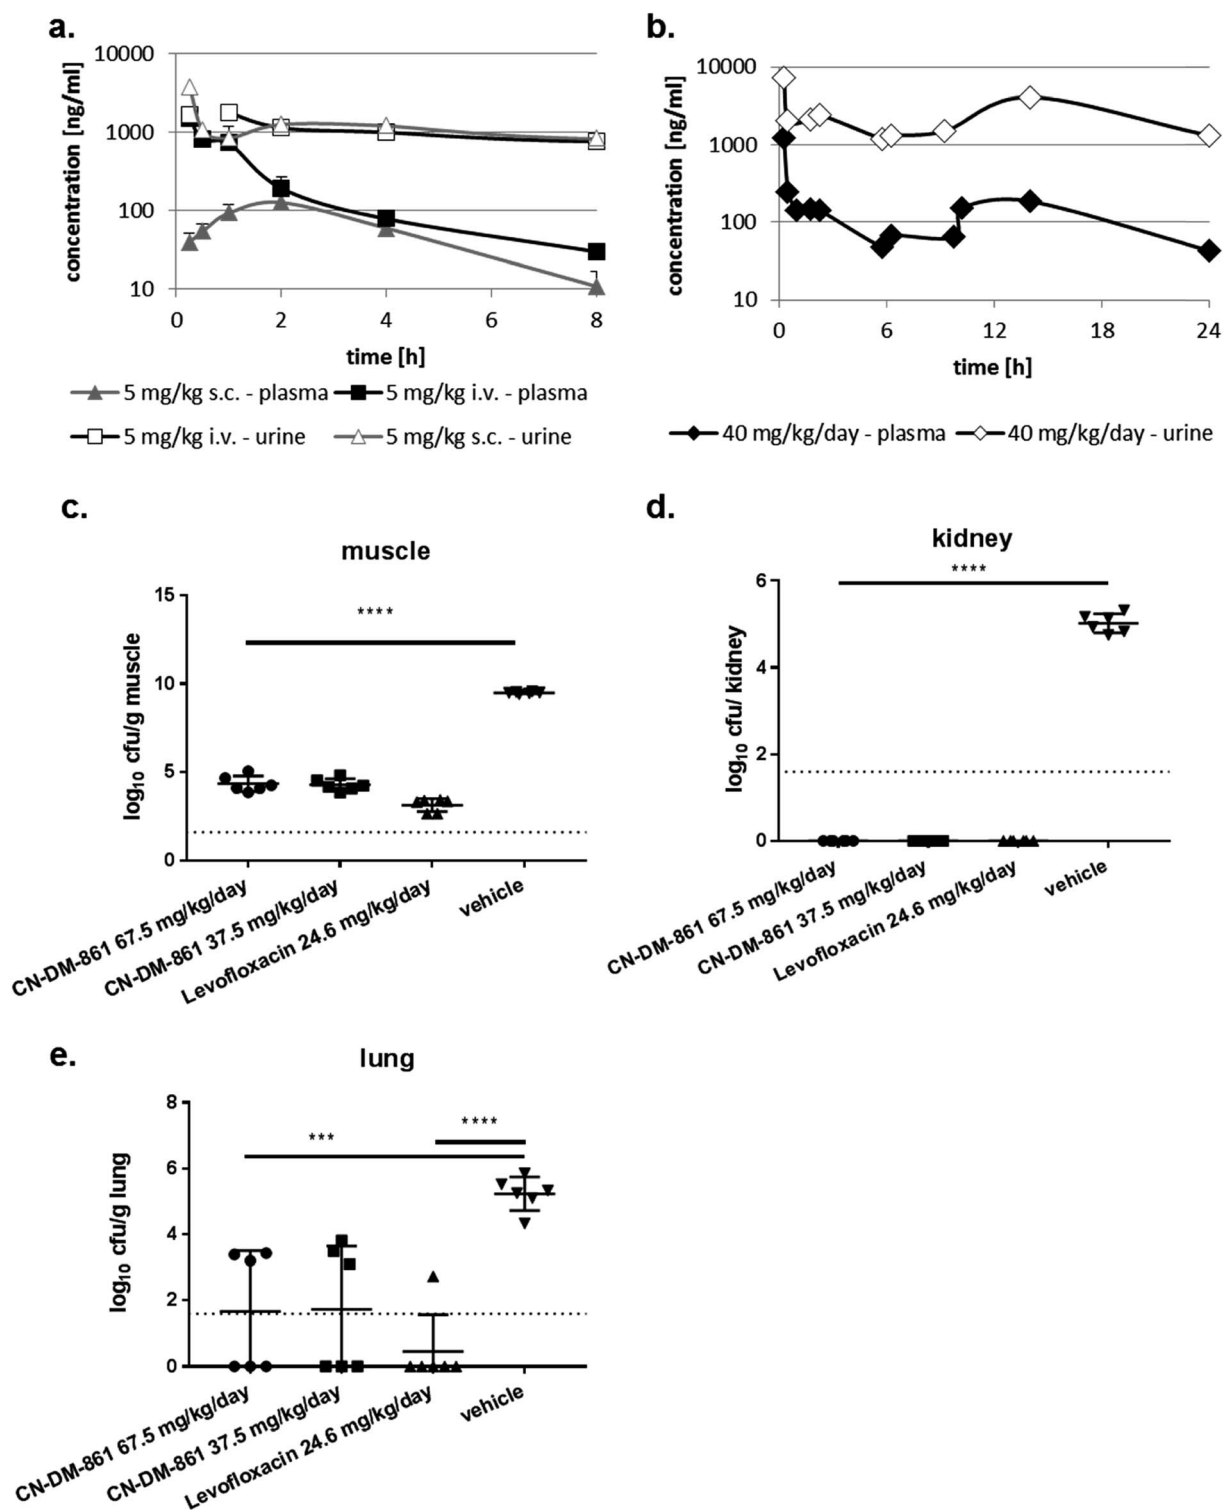 a.
concentration [ng/ml]
10000
1000
100
10
0 2 4 6 8
time [h]
5 mg/kg s.c. - plasma 5 mg/kg i.v. - plasma
5 mg/kg i.v. - urine 5 mg/kg s.c. - urine
b.
concentration [ng/ml]
10000
1000
100
10
0 6 12 18 24
time [h]
40 mg/kg/day - plasma 40 mg/kg/day - urine
c.
muscle
log10 cfu/g muscle
15
10
5
0
****
CN-DM-861 67.5 mg/kg/day
CN-DM-861 37.5 mg/kg/day
Levofloxacin 24.6 mg/kg/day
vehicle
d.
kidney
log10 cfu/ kidney
6
4
2
0
****
CN-DM-861 67.5 mg/kg/day
CN-DM-861 37.5 mg/kg/day
Levofloxacin 24.6 mg/kg/day
vehicle
e.
lung
log10 cfu/g lung
8
6
4
2
0
***
****
CN-DM-861 67.5 mg/kg/day
CN-DM-861 37.5 mg/kg/day
Levofloxacin 24.6 mg/kg/day
vehicle